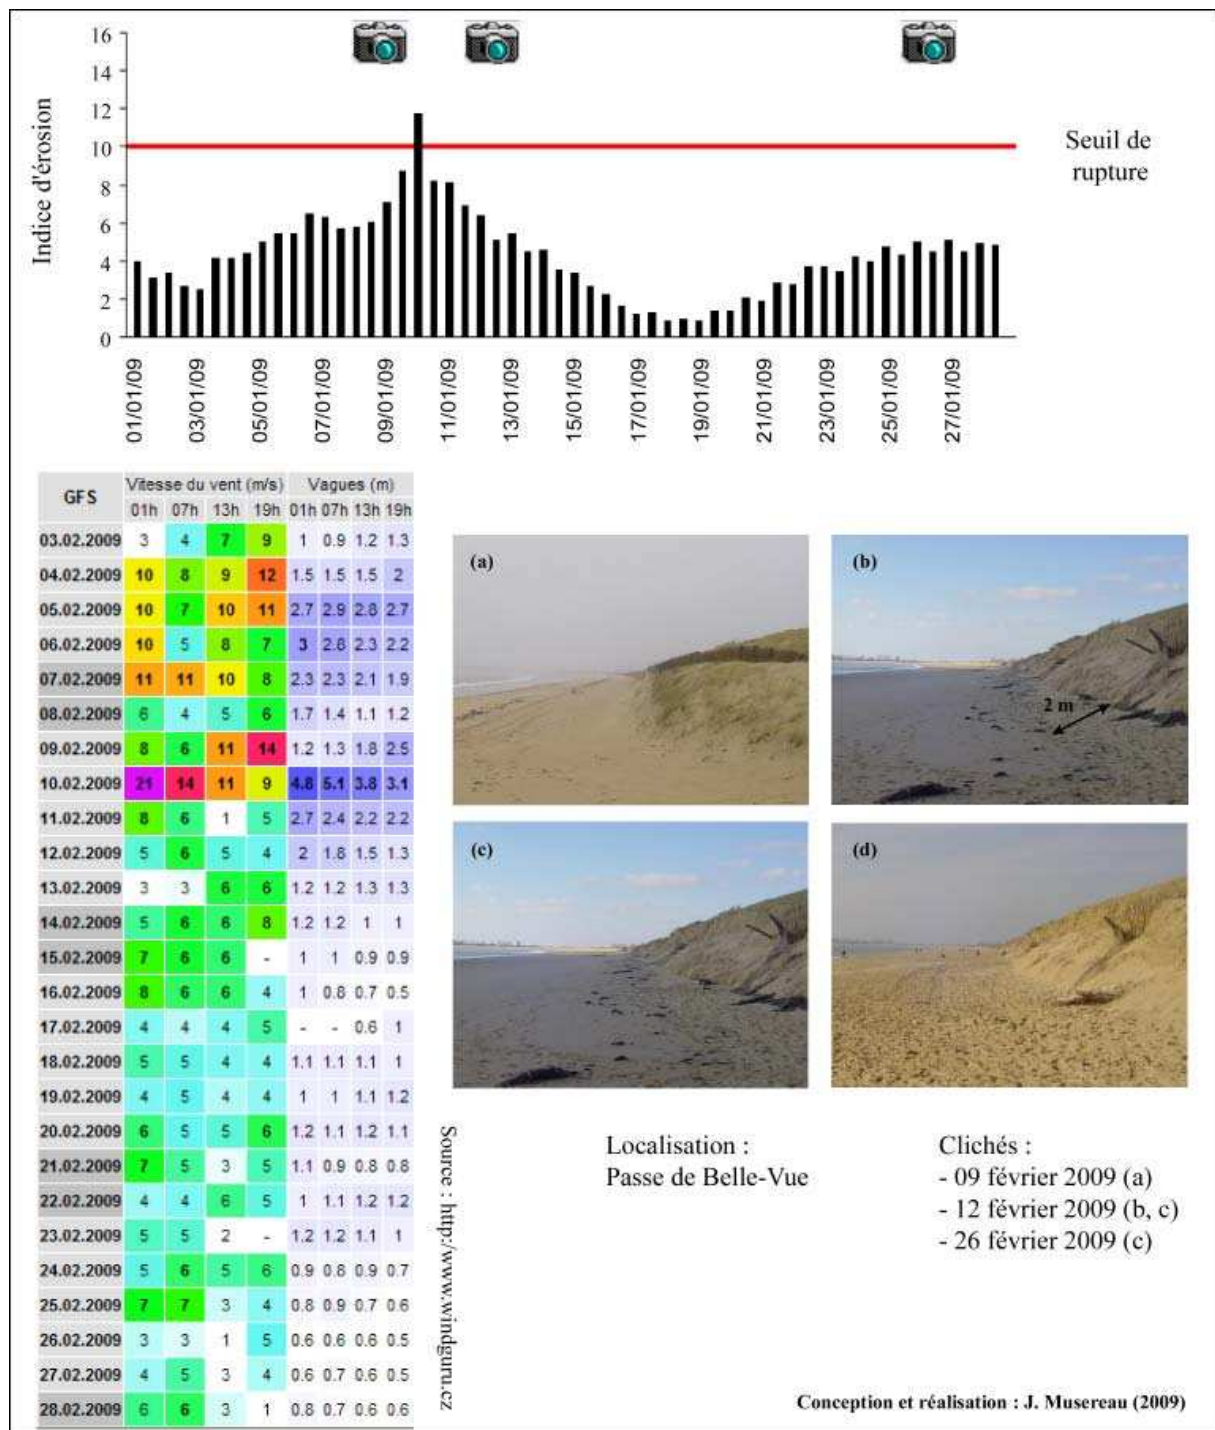 16
14
12
10
8
6
4
2
0
Indice d'érosion
Seuil de
rupture
01/01/09
03/01/09
05/01/09
07/01/09
09/01/09
11/01/09
13/01/09
15/01/09
17/01/09
19/01/09
21/01/09
23/01/09
25/01/09
27/01/09
GFS Vitesse du vent (m/s) Vagues (m)
01h 07h 13h 19h 01h 07h 13h 19h
03.02.2009 3 4 7 9 1 0.9 1.2 1.3
04.02.2009 10 8 9 12 1.5 1.5 1.5 2
05.02.2009 10 7 10 11 2.7 2.9 2.8 2.7
06.02.2009 10 5 8 7 3 2.6 2.3 2.2
07.02.2009 11 11 10 8 2.3 2.3 2.1 1.9
08.02.2009 6 4 5 6 1.7 1.4 1.1 1.2
09.02.2009 8 6 11 14 1.2 1.3 1.8 2.5
10.02.2009 21 14 11 9 4.8 5.1 3.8 3.1
11.02.2009 8 6 1 5 2.7 2.4 2.2 2.2
12.02.2009 5 6 5 4 2 1.8 1.5 1.3
13.02.2009 3 3 6 6 1.2 1.2 1.3 1.3
14.02.2009 5 6 6 8 1.2 1.2 1 1
15.02.2009 7 6 6 - 1 1 0.9 0.9
16.02.2009 8 6 6 4 1 0.8 0.7 0.5
17.02.2009 4 4 4 5 - - 0.6 1
18.02.2009 5 5 4 4 1.1 1.1 1.1 1
19.02.2009 4 5 4 4 1 1 1.1 1.2
20.02.2009 6 5 5 6 1.2 1.1 1.2 1.1
21.02.2009 7 5 3 5 1.1 0.9 0.8 0.8
22.02.2009 4 4 6 5 1 1.1 1.2 1.2
23.02.2009 5 5 2 - 1.2 1.2 1.1 1
24.02.2009 5 6 5 6 0.9 0.8 0.9 0.7
25.02.2009 7 7 3 4 0.8 0.9 0.7 0.6
26.02.2009 3 3 1 5 0.6 0.6 0.6 0.5
27.02.2009 4 5 3 4 0.6 0.7 0.6 0.5
28.02.2009 6 6 3 1 0.8 0.7 0.6 0.6
Source : http:/www.windguru.cz
(a)
(b)
2 m
(c)
(d)
Localisation :
Passe de Belle-Vue
Clichés :
- 09 février 2009 (a)
- 12 février 2009 (b, c)
- 26 février 2009 (c)
Conception et réalisation : J. Musereau (2009)